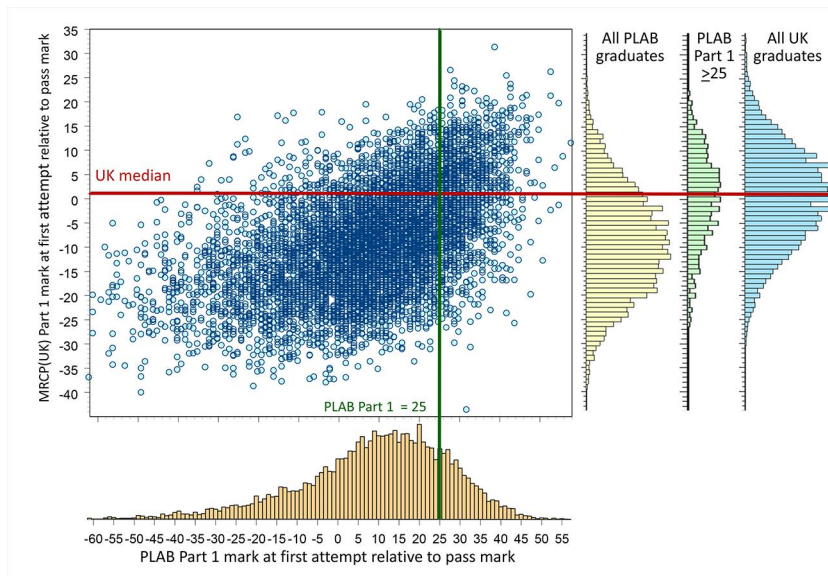 All PLAB
graduates
PLAB
Part 1
≥25
All UK
graduates
MRCP(UK) Part 1 mark at first attempt relative to pass mark
35
30
25
20
15
10
5
0
-5
-10
-15
-20
-25
-30
-35
-40
UK median
PLAB Part 1 = 25
-60 -55 -50 -45 -40 -35 -30 -25 -20 -15 -10 -5 0 5 10 15 20 25 30 35 40 45 50 55
PLAB Part 1 mark at first attempt relative to pass mark